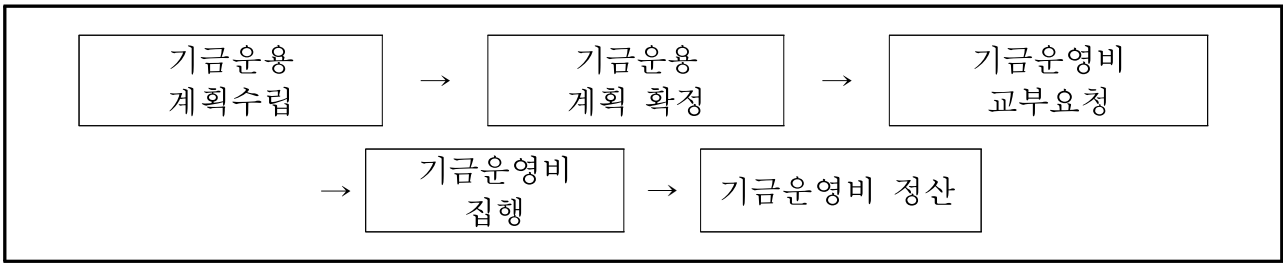 기금운용
계획수립
→
기금운용
계획 확정
→
기금운영비
교부요청
→
기금운영비
집행
→
기금운영비 정산